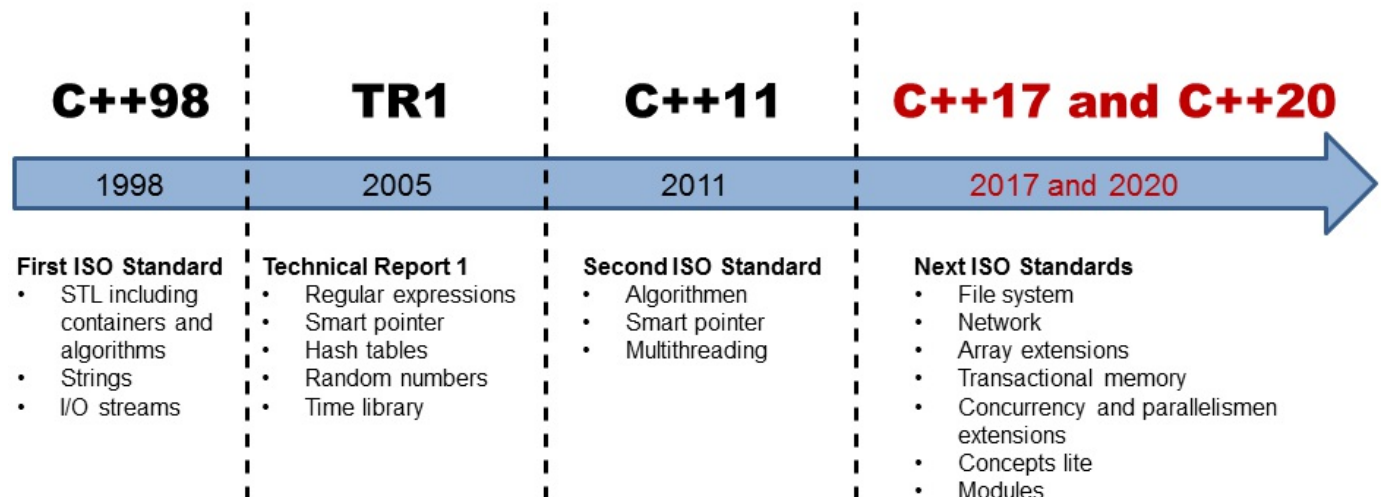 C++98
TR1
C++11
C++17 and C++20
1998
2005
2011
2017 and 2020
First ISO Standard
• STL including
containers and
algorithms
• Strings
• I/O streams
Technical Report 1
• Regular expressions
• Smart pointer
• Hash tables
• Random numbers
• Time library
Second ISO Standard
• Algorithmen
• Smart pointer
• Multithreading
Next ISO Standards
• File system
• Network
• Array extensions
• Transactional memory
• Concurrency and parallelismen
extensions
• Concepts lite
• Modules